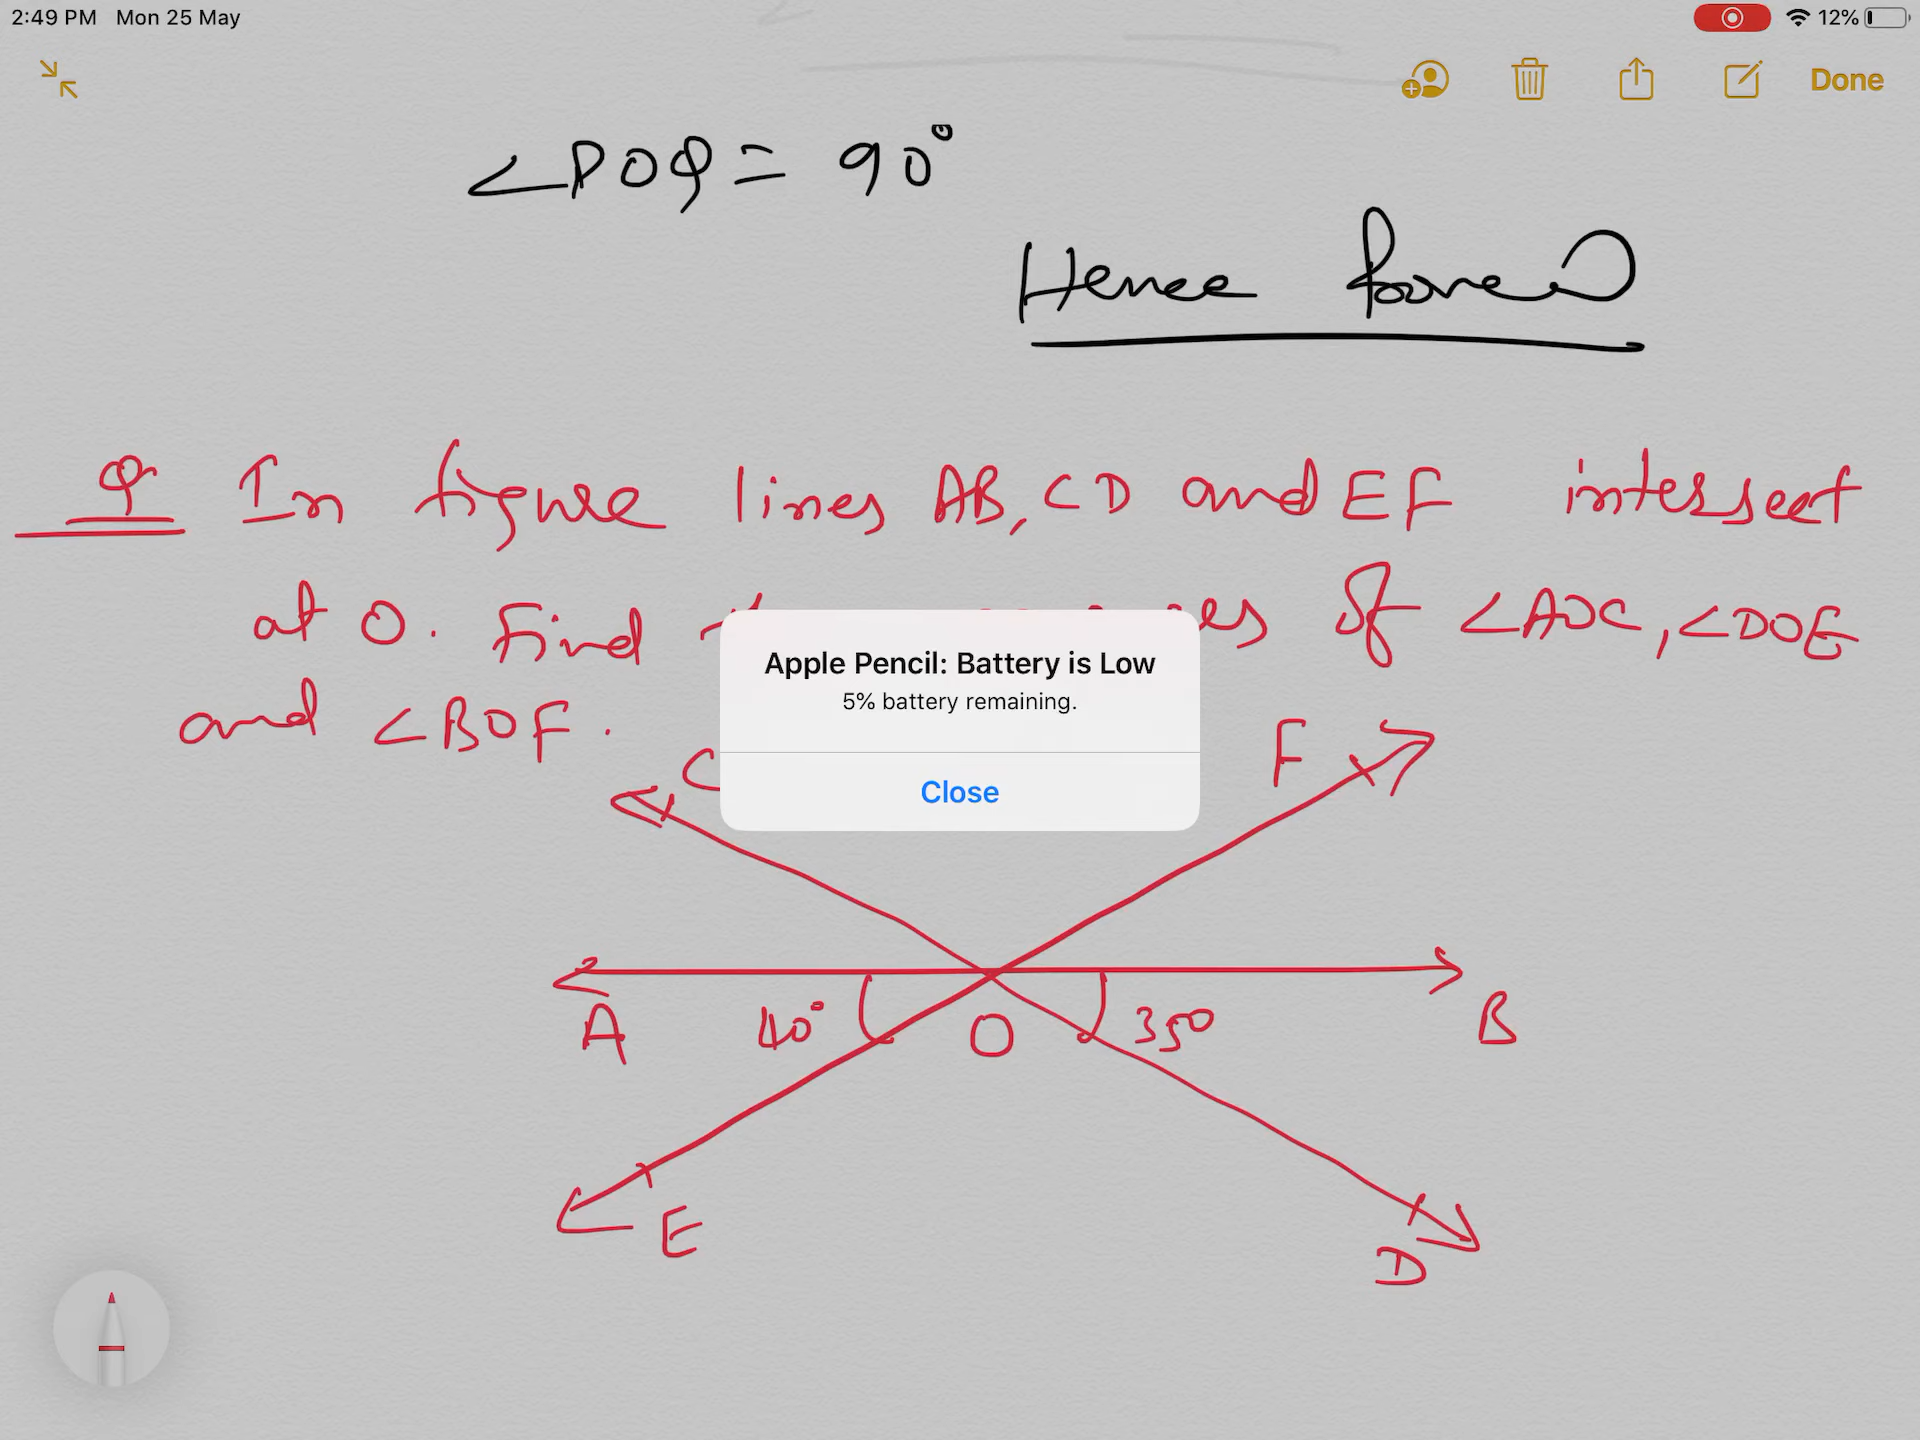 2:49 PM Mon 25 May
12%
Done
∠POQ = 90°
Hence Proved
Q In figure lines AB, CD and EF intersect
at O. Find of ∠AOC, ∠DOE
and ∠BOF.
Apple Pencil: Battery is Low
5% battery remaining.
Close
C
F
A
40°
O
35°
B
E
D